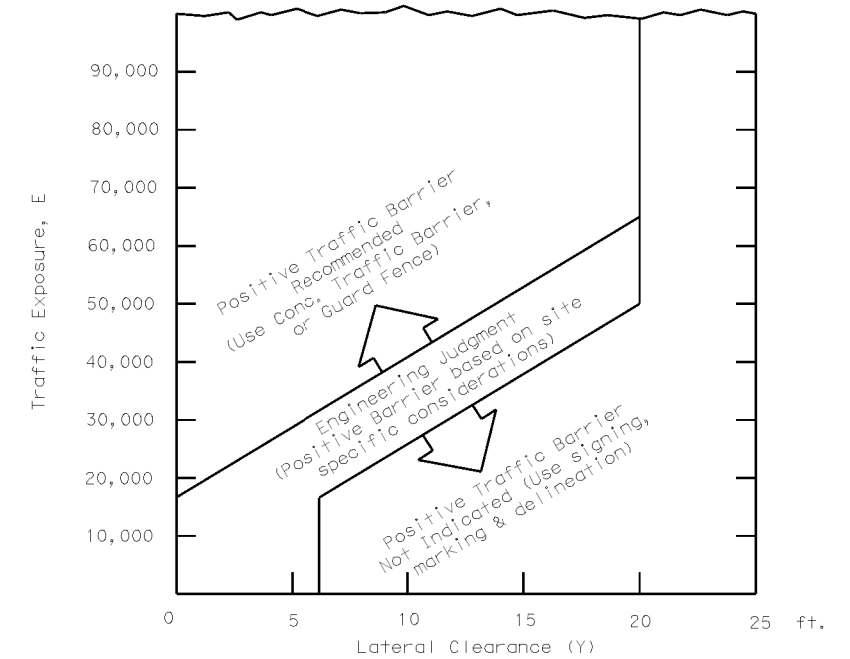 90,000
80,000
70,000
60,000
50,000
40,000
30,000
20,000
10,000
Traffic Exposure, E
Positive Traffic Barrier
Recommended
(Use Conc. Traffic Barrier,
or Guard Fence)
Engineering Judgment
(Positive Barrier based on site
specific considerations)
Positive Traffic Barrier
Not Indicated (Use signing,
marking & delineation)
0 5 10 15 20 25 ft.
Lateral Clearance (Y)